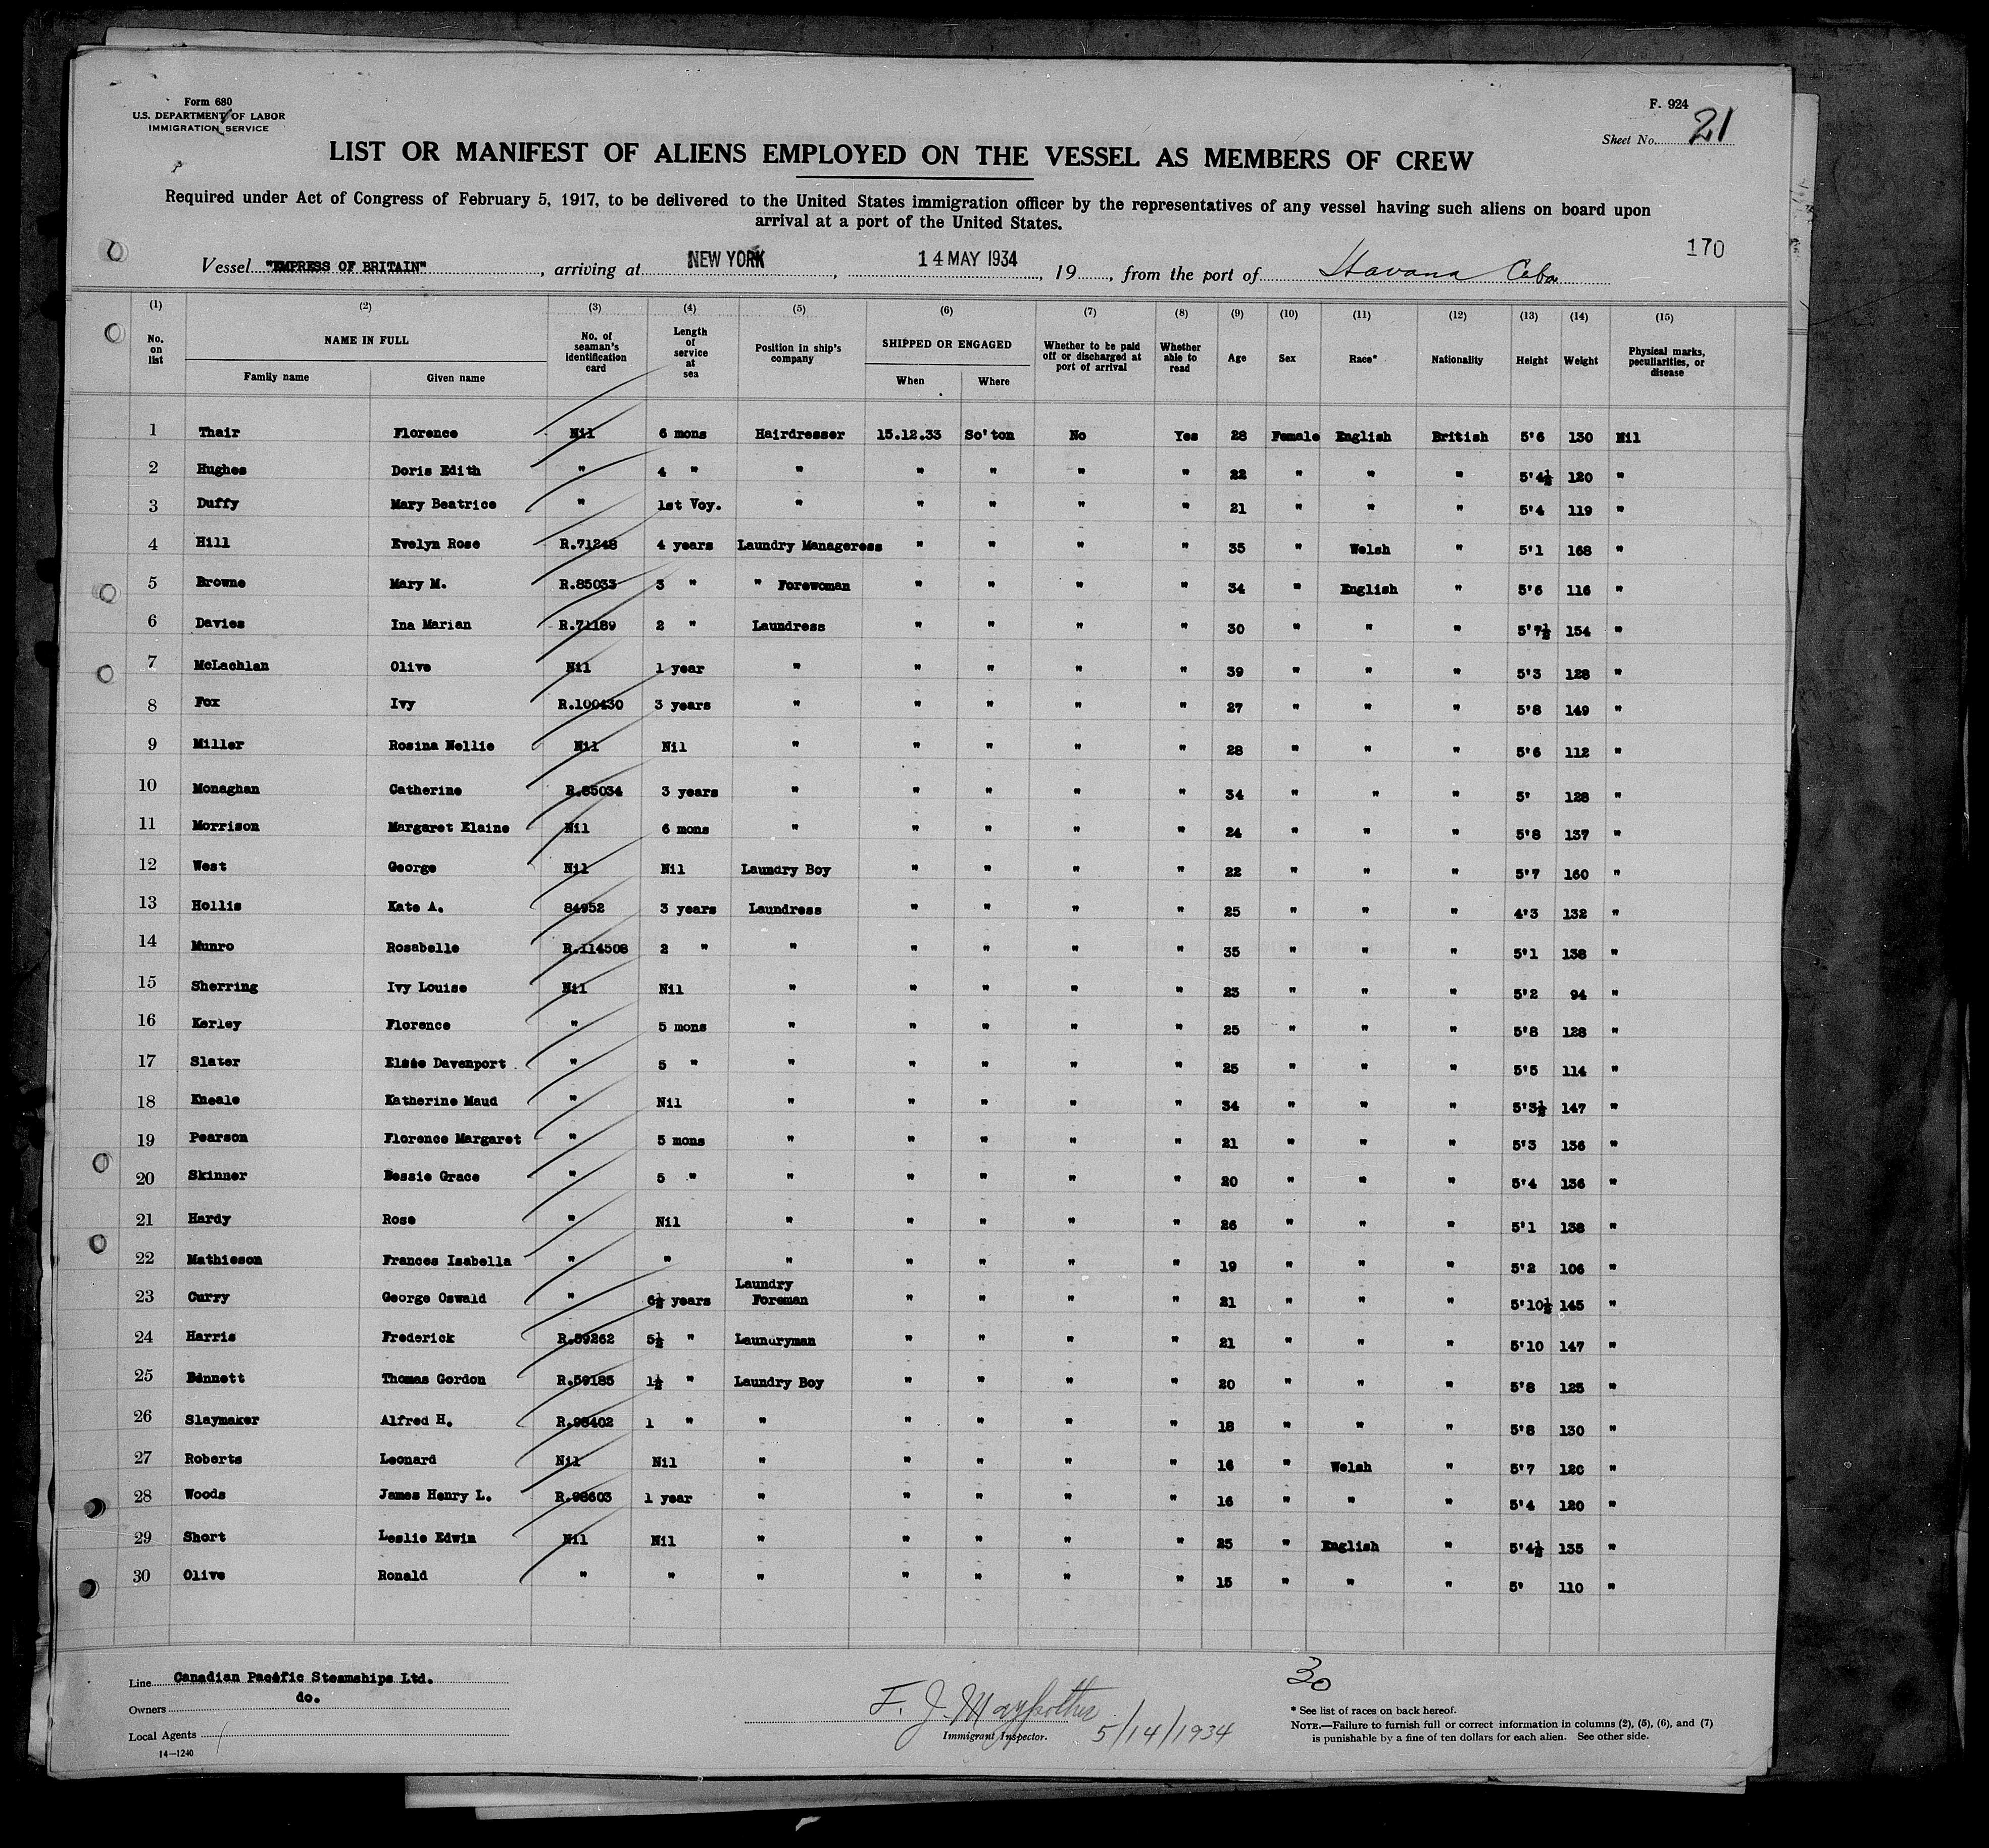 Form 680
U.S. DEPARTMENT OF LABOR
IMMIGRATION SERVICE
F. 924
Sheet No. 21
LIST OR MANIFEST OF ALIENS EMPLOYED ON THE VESSEL AS MEMBERS OF CREW
Required under Act of Congress of February 5, 1917, to be delivered to the United States immigration officer by the representatives of any vessel having such aliens on board upon
arrival at a port of the United States.
170
Vessel "EMPRESS OF BRITAIN", arriving at NEW YORK, 14 MAY 1934, 19, from the port of Havana Cuba
(1) (2) (3) (4) (5) (6) (7) (8) (9) (10) (11) (12) (13) (14) (15)
No. on list NAME IN FULL Family name Given name No. of seaman's identification card Length of service at sea Position in ship's company SHIPPED OR ENGAGED When Where Whether to be paid off or discharged at port of arrival Whether able to read Age Sex Race* Nationality Height Weight Physical marks, peculiarities, or disease
1 Thair Florence Nil 6 mons Hairdresser 15.12.33 So'ton No Yes 28 Female English British 5'6 130 Nil
2 Hughes Doris Edith " 4 " " " " " " 22 " " " 5'4½ 120 "
3 Duffy Mary Beatrice " 1st Voy. " " " " " 21 " " " 5'4 119 "
4 Hill Evelyn Rose R.71248 4 years Laundry Manageress " " " " 35 " Welsh " 5'1 168 "
5 Browne Mary M. R.85033 3 " " Forewoman " " " " 34 " English " 5'6 116 "
6 Davies Ina Marian R.71189 2 " Laundress " " " " 30 " " " 5'7½ 154 "
7 McLachlan Olive Nil 1 year " " " " " 39 " " " 5'3 128 "
8 Fox Ivy R.100430 3 years " " " " " 27 " " " 5'8 149 "
9 Miller Rosina Nellie Nil Nil " " " " " 28 " " " 5'6 112 "
10 Monaghan Catherine R.85034 3 years " " " " " 34 " " " 5' 128 "
11 Morrison Margaret Elaine Nil 6 mons " " " " " 24 " " " 5'8 137 "
12 West George Nil Nil Laundry Boy " " " " 22 " " " 5'7 160 "
13 Hollis Kate A. 84952 3 years Laundress " " " " 25 " " " 4'3 132 "
14 Munro Rosabelle R.114508 2 " " " " " " 35 " " " 5'1 138 "
15 Sherring Ivy Louise Nil Nil " " " " " 23 " " " 5'2 94 "
16 Kerley Florence " 5 mons " " " " " 25 " " " 5'8 128 "
17 Slater Elsie Davenport " 5 " " " " " " 25 " " " 5'5 114 "
18 Kneale Katherine Maud " Nil " " " " " 34 " " " 5'3½ 147 "
19 Pearson Florence Margaret " 5 mons " " " " " 21 " " " 5'3 136 "
20 Skinner Bessie Grace " 5 " " " " " " 20 " " " 5'4 136 "
21 Hardy Rose " Nil " " " " " 26 " " " 5'1 138 "
22 Mathieson Frances Isabella " " " " " " " 19 " " " 5'2 106 "
23 Curry George Oswald " 6½ years Laundry Foreman " " " " 21 " " " 5'10½ 145 "
24 Harris Frederick R.59262 5½ " Laundryman " " " " 21 " " " 5'10 147 "
25 Bennett Thomas Gordon R.59185 1½ " Laundry Boy " " " " 20 " " " 5'8 125 "
26 Slaymaker Alfred H. R.98402 1 " " " " " " 18 " " " 5'8 130 "
27 Roberts Leonard Nil Nil " " " " " 16 " Welsh " 5'7 126 "
28 Woods James Henry L. R.98603 1 year " " " " " 16 " " " 5'4 120 "
29 Short Leslie Edwin Nil Nil " " " " " 25 " English " 5'4½ 135 "
30 Olive Ronald " " " " " " " 15 " " " 5' 110 "
Line Canadian Pacific Steamships Ltd.
Owners do.
Local Agents
14—1240
F. J. Maypother 5/14/1934
Immigrant Inspector.
30
* See list of races on back hereof.
NOTE.—Failure to furnish full or correct information in columns (2), (5), (6), and (7)
is punishable by a fine of ten dollars for each alien. See other side.